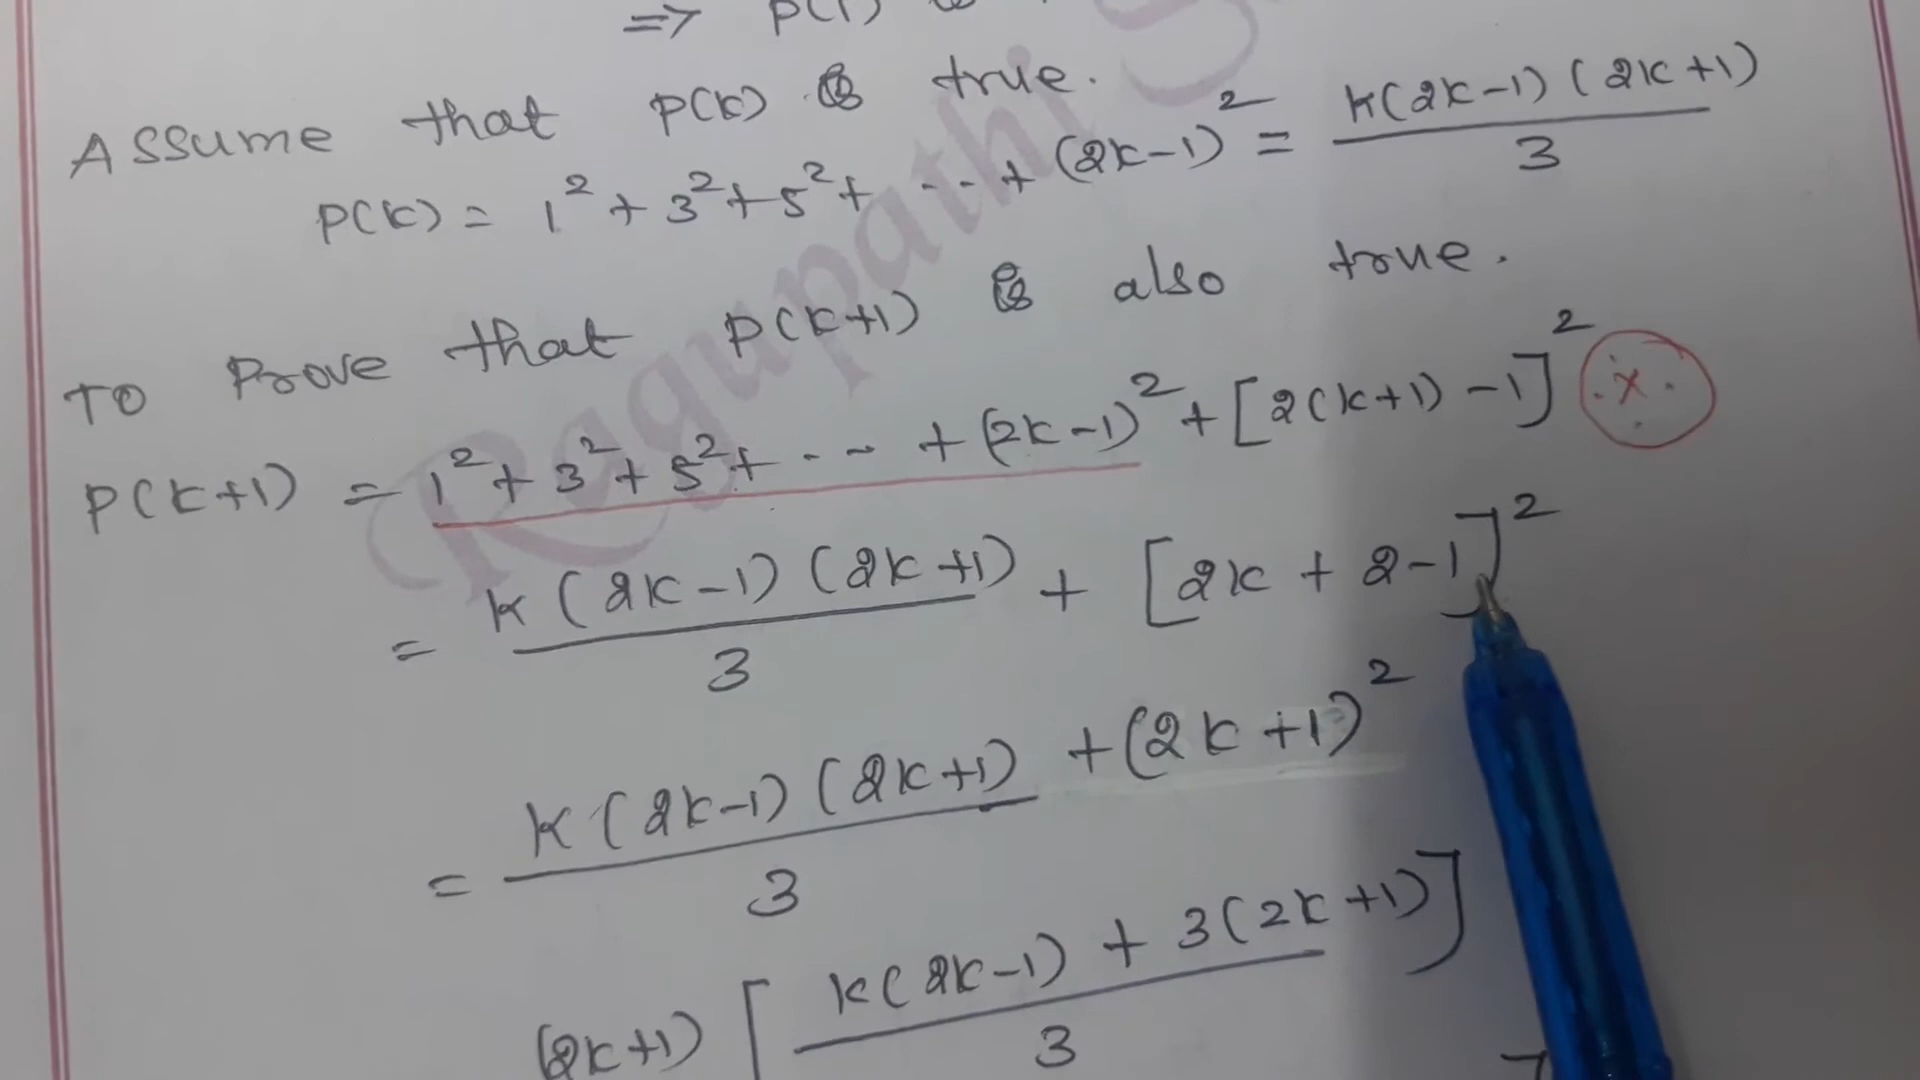 => P(1)
Assume that P(k) is true.
P(k) = 1² + 3² + 5² + ... + (2k-1)² = k(2k-1)(2k+1) / 3
To Prove that P(k+1) is also true.
P(k+1) = 1² + 3² + 5² + ... + (2k-1)² + [2(k+1)-1]² ※
= k(2k-1)(2k+1) / 3 + [2k+2-1]²
= k(2k-1)(2k+1) / 3 + (2k+1)²
(2k+1) [ k(2k-1) + 3(2k+1) / 3 ]
Ragupathi